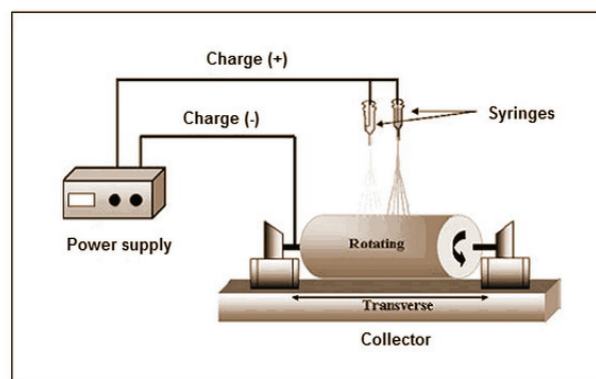 Charge (+)
Charge (-)
Syringes
Power supply
Rotating
Transverse
Collector